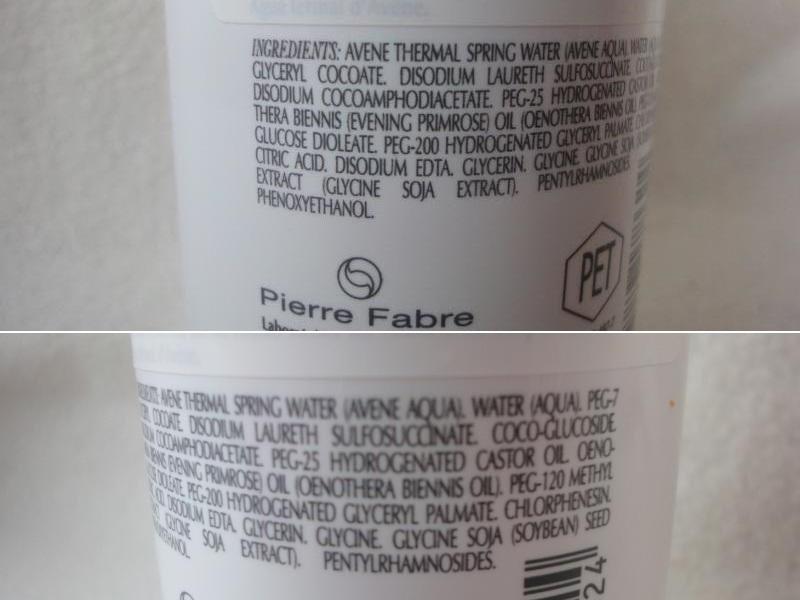 INGREDIENTS: AVENE THERMAL SPRING WATER (AVENE AQUA). WATER
GLYCERYL COCOATE. DISODIUM LAURETH SULFOSUCCINATE.
DISODIUM COCOAMPHODIACETATE. PEG-25 HYDROGENATED CASTOR
THERA BIENNIS (EVENING PRIMROSE) OIL (OENOTHERA BIENNIS OIL).
GLUCOSE DIOLEATE. PEG-200 HYDROGENATED GLYCERYL PALMATE.
CITRIC ACID. DISODIUM EDTA. GLYCERIN. GLYCINE. GLYCINE SOJA
EXTRACT (GLYCINE SOJA EXTRACT). PENTYLRHAMNOSIDES.
PHENOXYETHANOL.
PET
Pierre Fabre
AVENE THERMAL SPRING WATER (AVENE AQUA). WATER (AQUA). PEG-7
COCOATE. DISODIUM LAURETH SULFOSUCCINATE. COCO-GLUCOSIDE.
COCOAMPHODIACETATE. PEG-25 HYDROGENATED CASTOR OIL. OENO-
BIENNIS (EVENING PRIMROSE) OIL (OENOTHERA BIENNIS OIL). PEG-120 METHYL
DIOLEATE. PEG-200 HYDROGENATED GLYCERYL PALMATE. CHLORPHENESIN.
ACID. DISODIUM EDTA. GLYCERIN. GLYCINE. GLYCINE SOJA (SOYBEAN) SEED
GLYCINE SOJA EXTRACT). PENTYLRHAMNOSIDES.
24